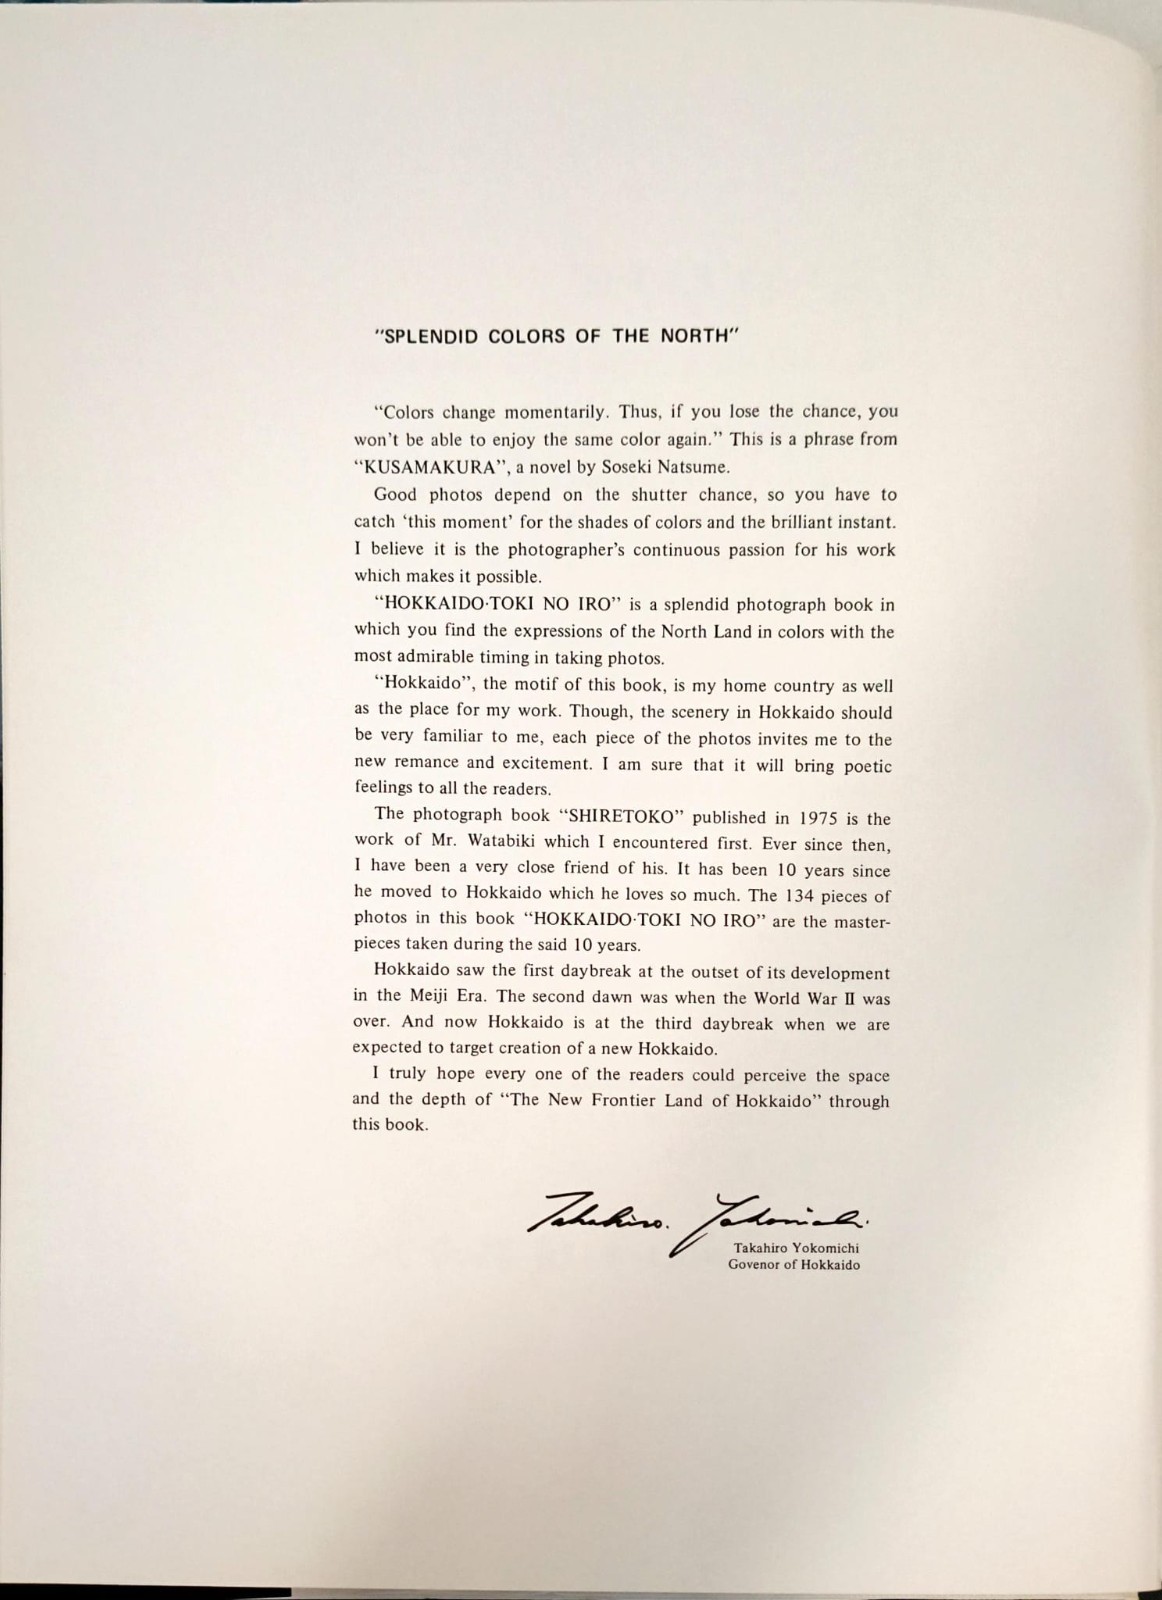 "SPLENDID COLORS OF THE NORTH"
"Colors change momentarily. Thus, if you lose the chance, you
won't be able to enjoy the same color again." This is a phrase from
"KUSAMAKURA", a novel by Soseki Natsume.
Good photos depend on the shutter chance, so you have to
catch 'this moment' for the shades of colors and the brilliant instant.
I believe it is the photographer's continuous passion for his work
which makes it possible.
"HOKKAIDO·TOKI NO IRO" is a splendid photograph book in
which you find the expressions of the North Land in colors with the
most admirable timing in taking photos.
"Hokkaido", the motif of this book, is my home country as well
as the place for my work. Though, the scenery in Hokkaido should
be very familiar to me, each piece of the photos invites me to the
new remance and excitement. I am sure that it will bring poetic
feelings to all the readers.
The photograph book "SHIRETOKO" published in 1975 is the
work of Mr. Watabiki which I encountered first. Ever since then,
I have been a very close friend of his. It has been 10 years since
he moved to Hokkaido which he loves so much. The 134 pieces of
photos in this book "HOKKAIDO·TOKI NO IRO" are the master-
pieces taken during the said 10 years.
Hokkaido saw the first daybreak at the outset of its development
in the Meiji Era. The second dawn was when the World War II was
over. And now Hokkaido is at the third daybreak when we are
expected to target creation of a new Hokkaido.
I truly hope every one of the readers could perceive the space
and the depth of "The New Frontier Land of Hokkaido" through
this book.
Takahiro. Yokomichi.
Takahiro Yokomichi
Govenor of Hokkaido